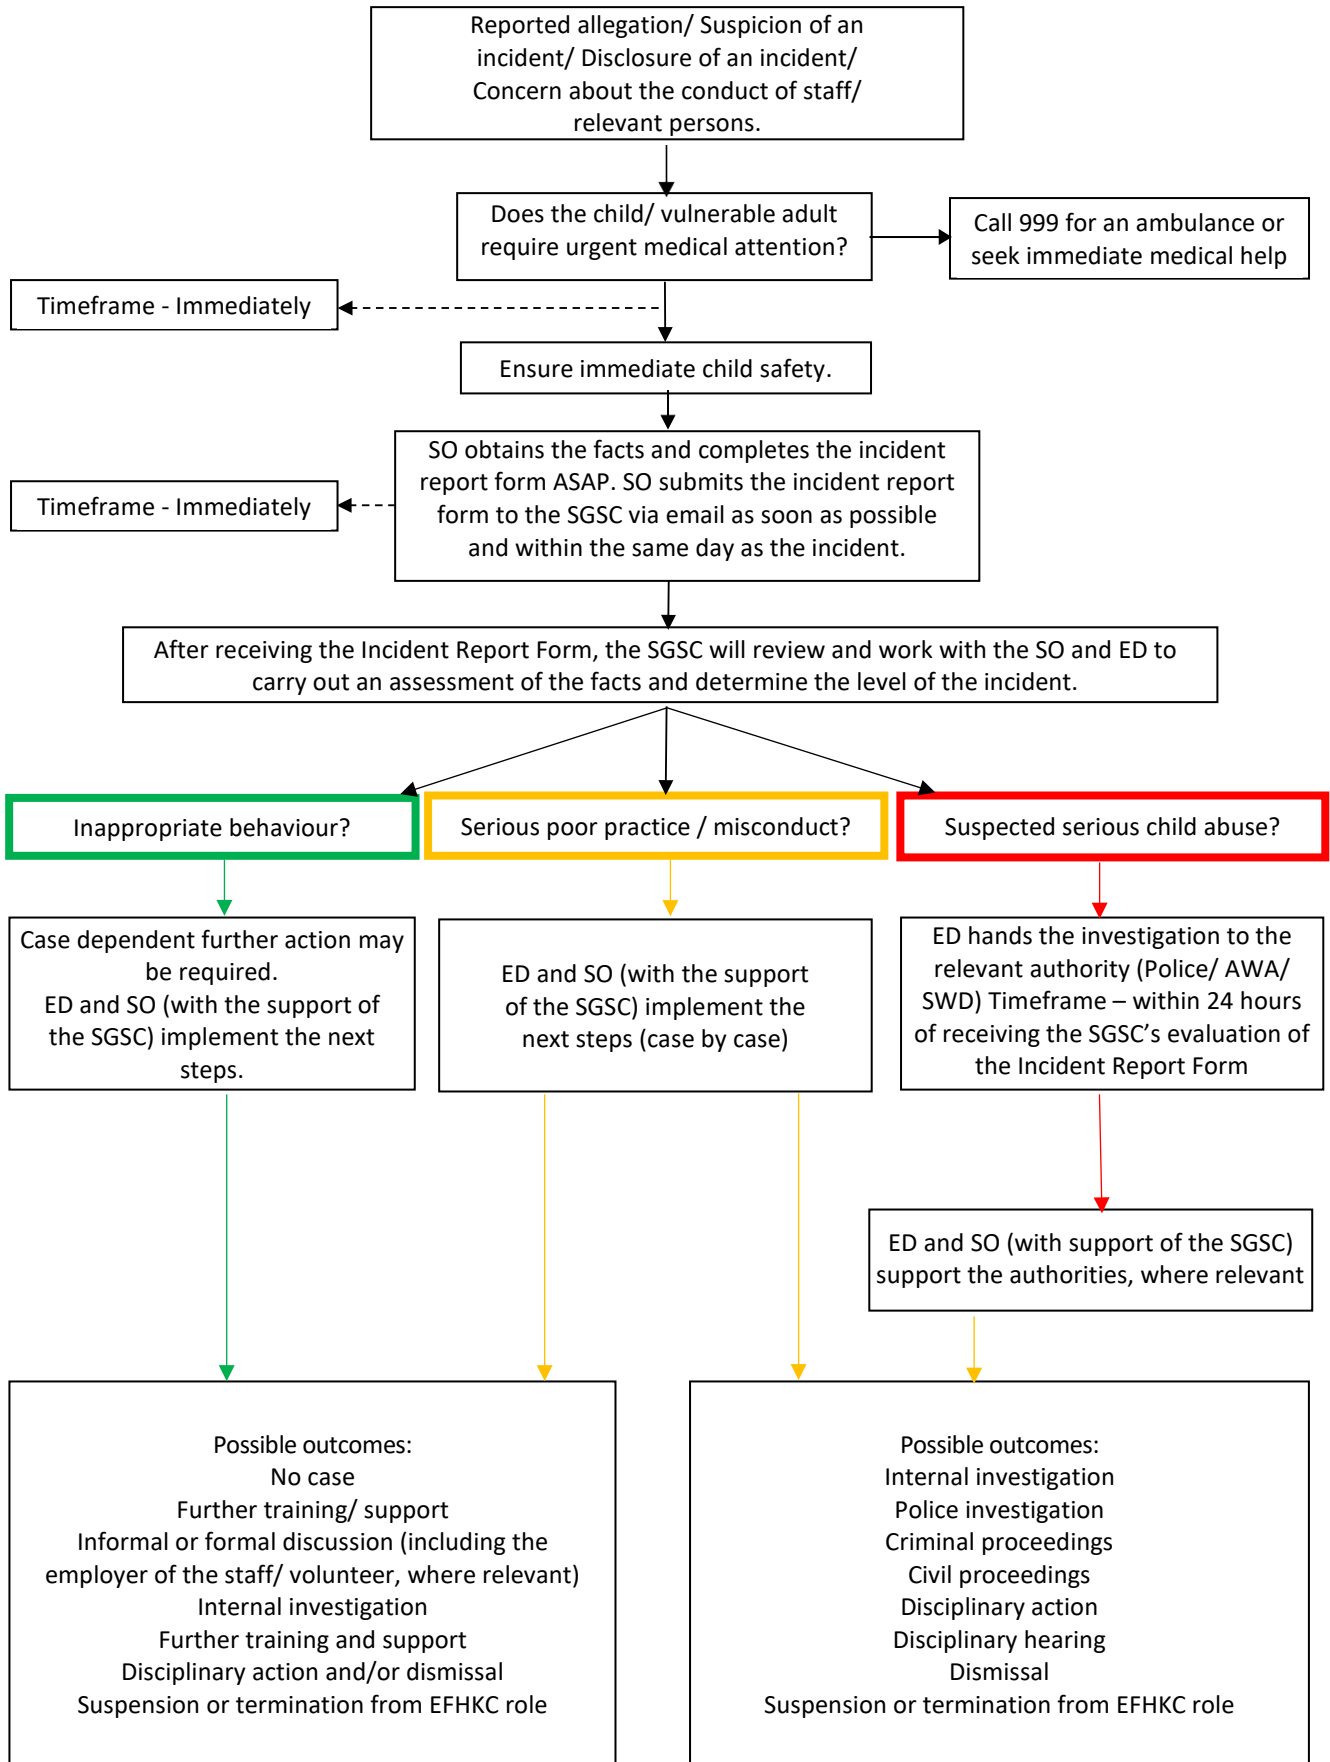 Reported allegation/ Suspicion of an
incident/ Disclosure of an incident/
Concern about the conduct of staff/
relevant persons.
Does the child/ vulnerable adult
require urgent medical attention?
Call 999 for an ambulance or
seek immediate medical help
Timeframe - Immediately
Ensure immediate child safety.
SO obtains the facts and completes the incident
report form ASAP. SO submits the incident report
form to the SGSC via email as soon as possible
and within the same day as the incident.
Timeframe - Immediately
After receiving the Incident Report Form, the SGSC will review and work with the SO and ED to
carry out an assessment of the facts and determine the level of the incident.
Inappropriate behaviour?
Serious poor practice / misconduct?
Suspected serious child abuse?
Case dependent further action may
be required.
ED and SO (with the support of
the SGSC) implement the next
steps.
ED and SO (with the support
of the SGSC) implement the
next steps (case by case)
ED hands the investigation to the
relevant authority (Police/ AWA/
SWD) Timeframe – within 24 hours
of receiving the SGSC’s evaluation of
the Incident Report Form
ED and SO (with support of the SGSC)
support the authorities, where relevant
Possible outcomes:
No case
Further training/ support
Informal or formal discussion (including the
employer of the staff/ volunteer, where relevant)
Internal investigation
Further training and support
Disciplinary action and/or dismissal
Suspension or termination from EFHKC role
Possible outcomes:
Internal investigation
Police investigation
Criminal proceedings
Civil proceedings
Disciplinary action
Disciplinary hearing
Dismissal
Suspension or termination from EFHKC role